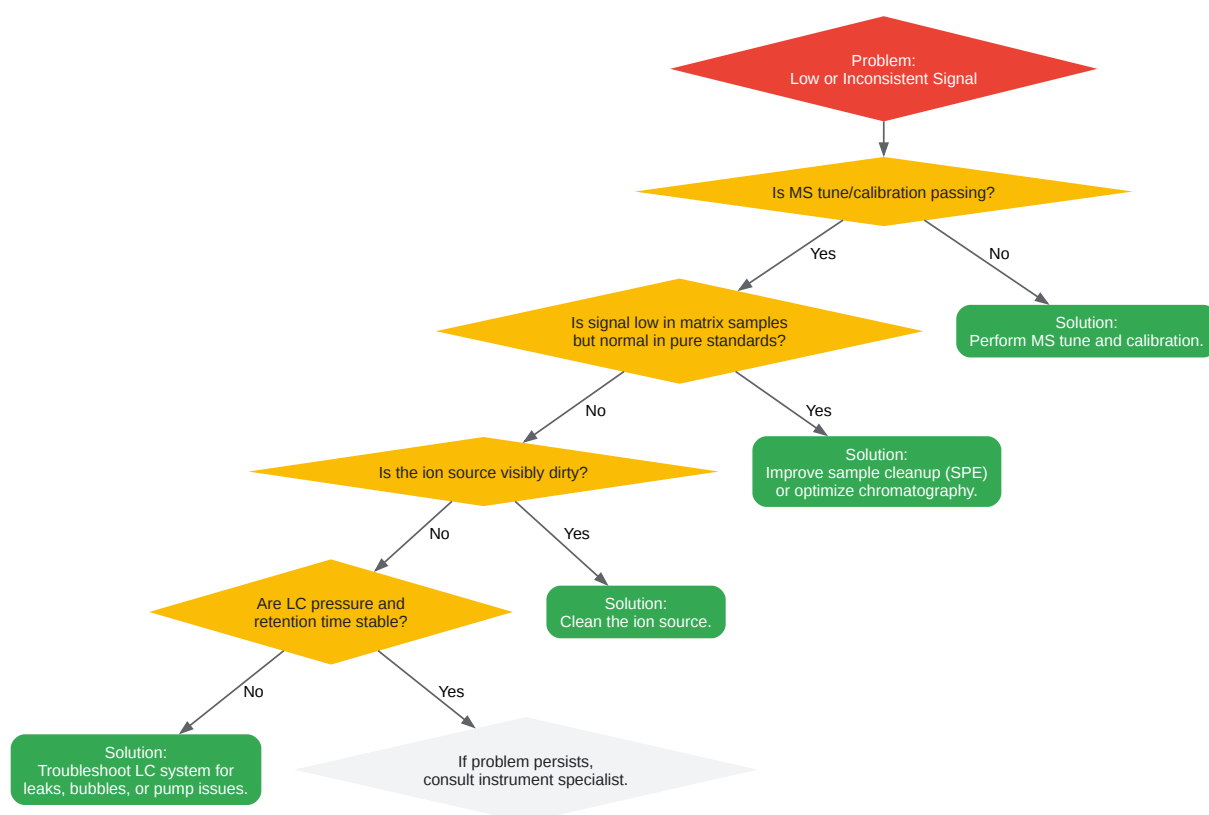 Problem:
Low or Inconsistent Signal
Is MS tune/calibration passing?
Yes
No
Is signal low in matrix samples
but normal in pure standards?
Solution:
Perform MS tune and calibration.
No
Yes
Is the ion source visibly dirty?
Solution:
Improve sample cleanup (SPE)
or optimize chromatography.
No
Yes
Are LC pressure and
retention time stable?
Solution:
Clean the ion source.
No
Yes
Solution:
Troubleshoot LC system for
leaks, bubbles, or pump issues.
If problem persists,
consult instrument specialist.